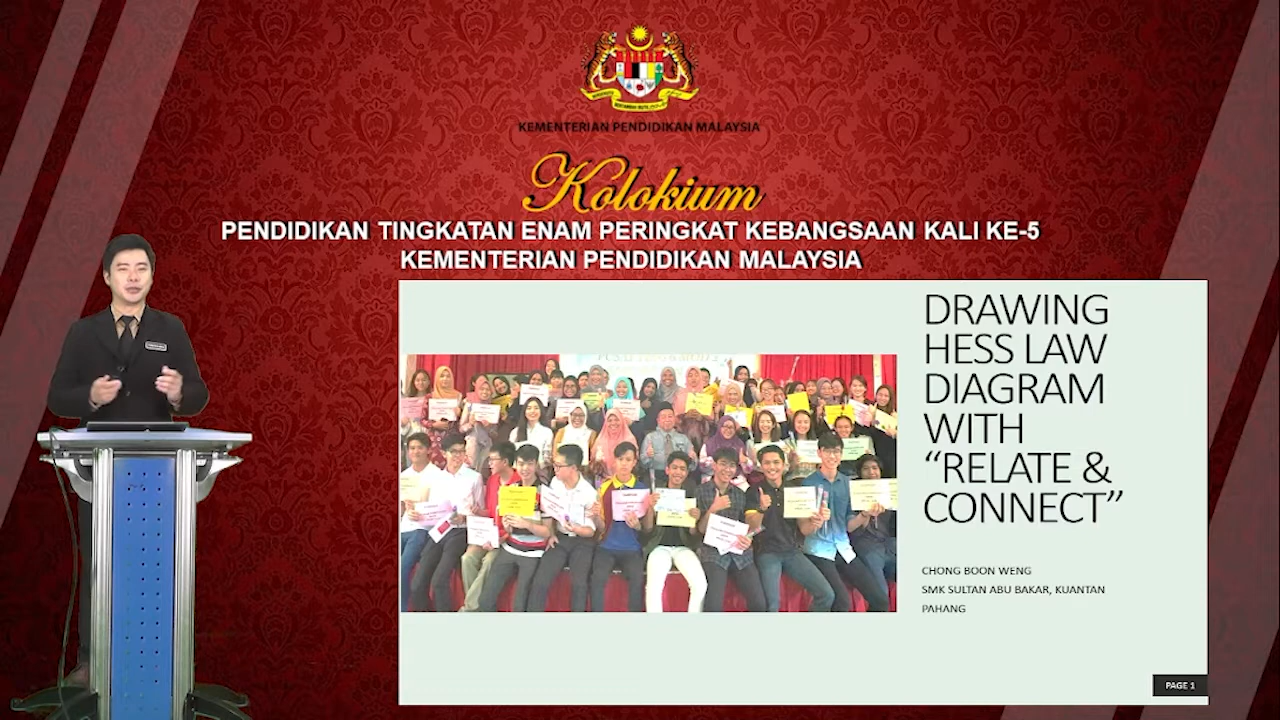 KEMENTERIAN PENDIDIKAN MALAYSIA
Kolokium
PENDIDIKAN TINGKATAN ENAM PERINGKAT KEBANGSAAN KALI KE-5
KEMENTERIAN PENDIDIKAN MALAYSIA
DRAWING
HESS LAW
DIAGRAM
WITH
“RELATE &
CONNECT”
CHONG BOON WENG
SMK SULTAN ABU BAKAR, KUANTAN
PAHANG
PAGE 1